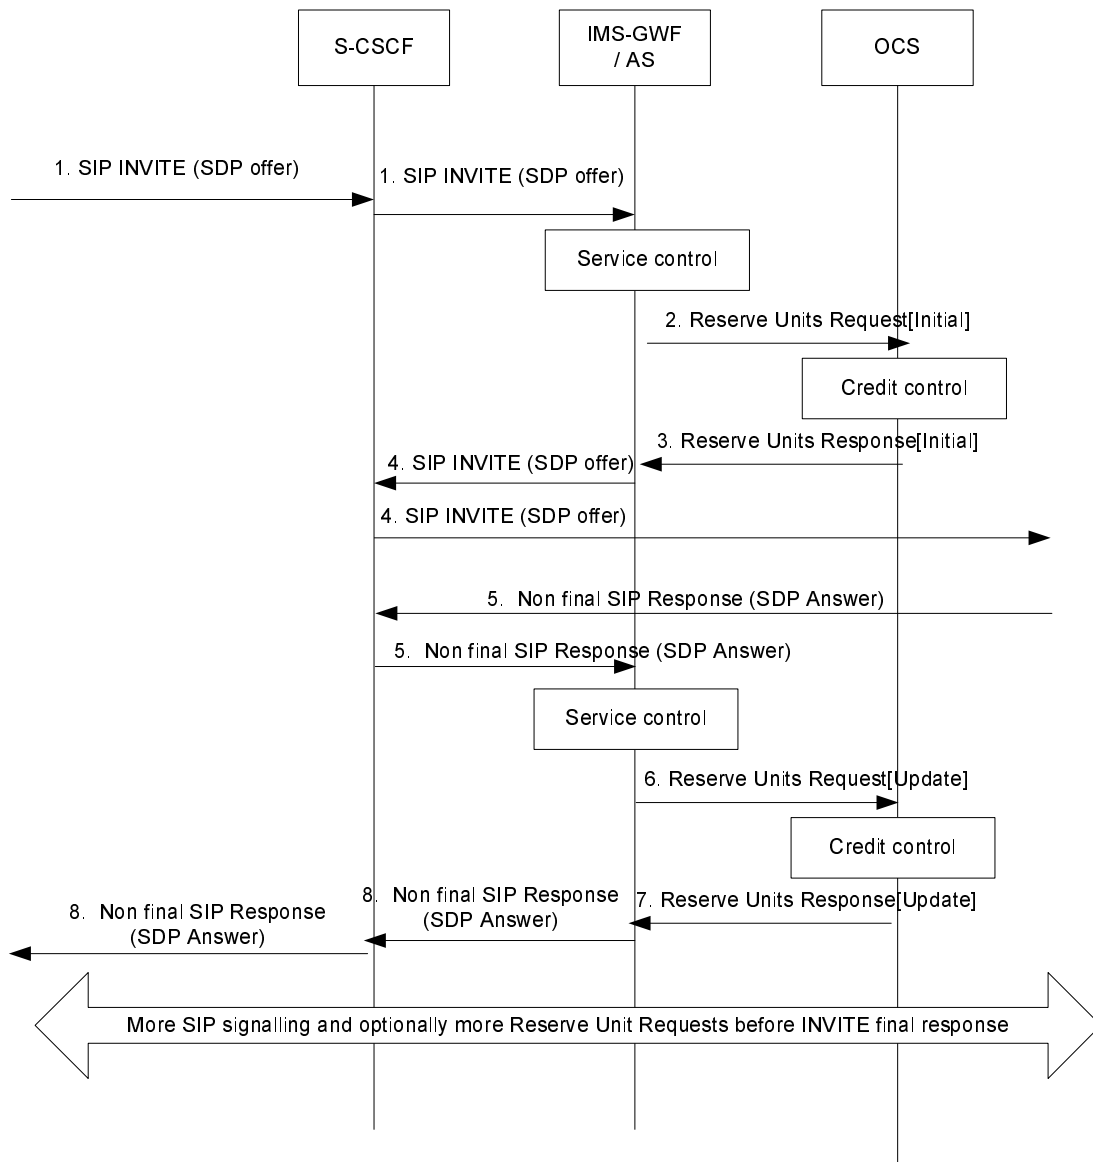 S-CSCF
IMS-GWF
/ AS
OCS
1. SIP INVITE (SDP offer)
1. SIP INVITE (SDP offer)
Service control
2. Reserve Units Request[Initial]
Credit control
3. Reserve Units Response[Initial]
4. SIP INVITE (SDP offer)
4. SIP INVITE (SDP offer)
5. Non final SIP Response (SDP Answer)
5. Non final SIP Response (SDP Answer)
Service control
6. Reserve Units Request[Update]
Credit control
7. Reserve Units Response[Update]
8. Non final SIP Response
(SDP Answer)
8. Non final SIP Response
(SDP Answer)
More SIP signalling and optionally more Reserve Unit Requests before INVITE final response